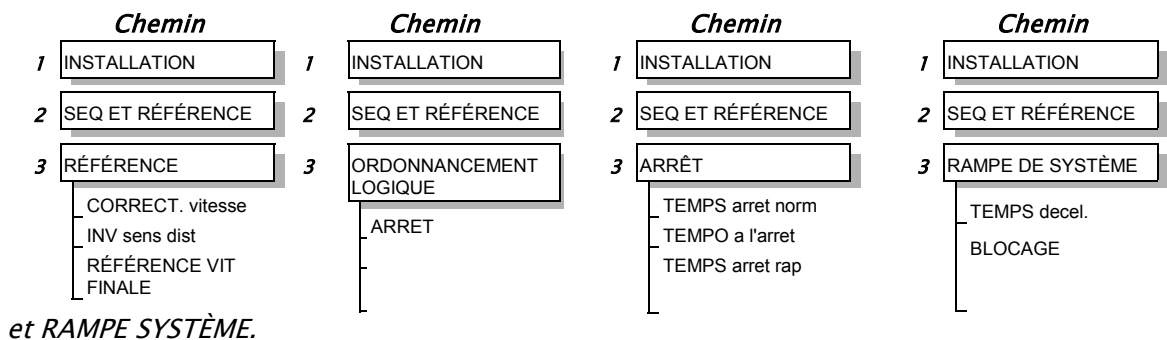 Chemin
1 INSTALLATION
2 SEQ ET RÉFÉRENCE
3 RÉFÉRENCE
CORRECT. vitesse
INV sens dist
RÉFÉRENCE VIT
FINALE
Chemin
1 INSTALLATION
2 SEQ ET RÉFÉRENCE
3 ORDONNANCEMENT
LOGIQUE
ARRET
Chemin
1 INSTALLATION
2 SEQ ET RÉFÉRENCE
3 ARRÊT
TEMPS arret norm
TEMPO a l'arret
TEMPS arret rap
Chemin
1 INSTALLATION
2 SEQ ET RÉFÉRENCE
3 RAMPE DE SYSTÈME
TEMPS decel.
BLOCAGE
et RAMPE SYSTÈME.